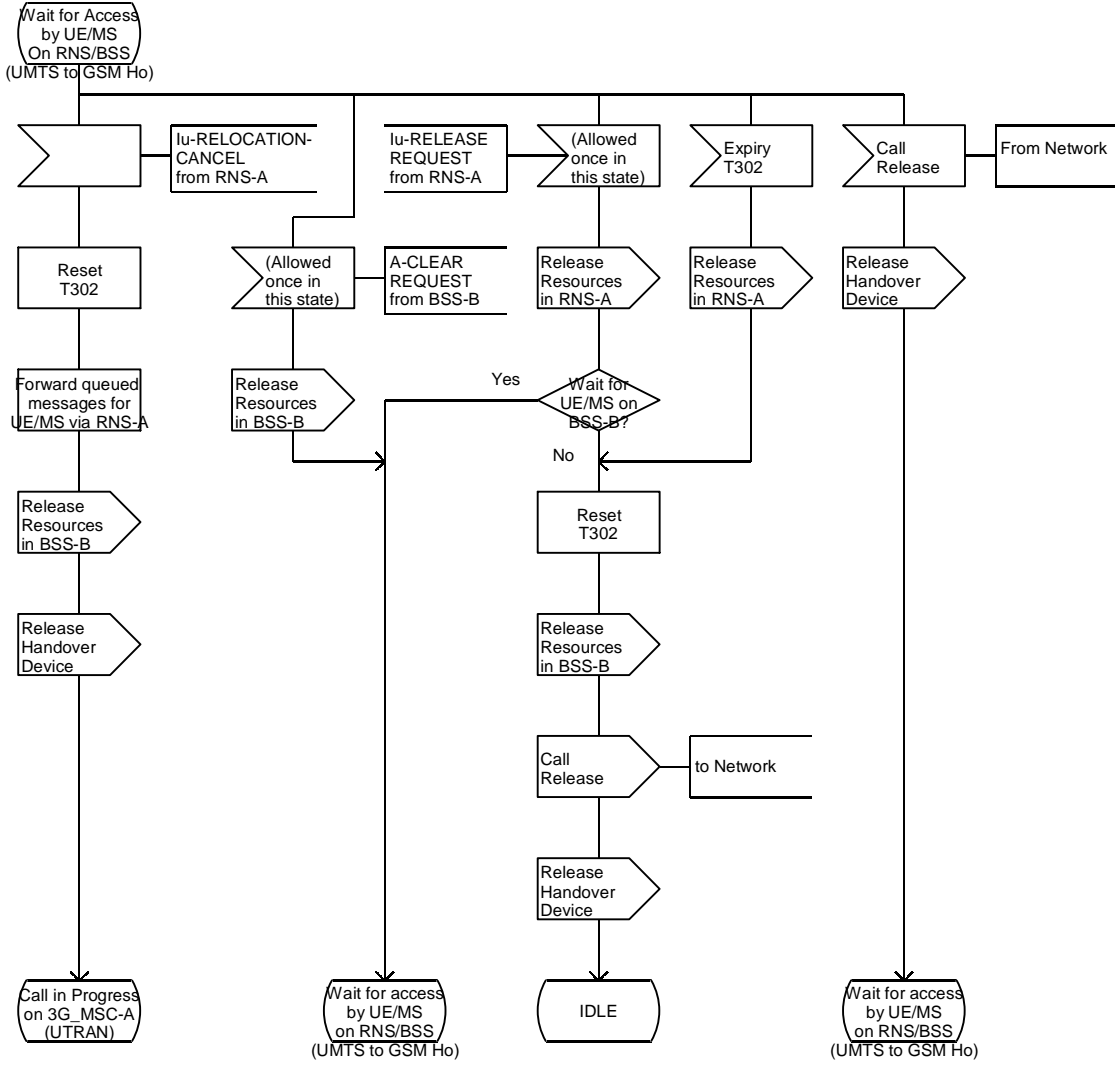 Wait for Access
by UE/MS
On RNS/BSS
(UMTS to GSM Ho)
Iu-RELOCATION-
CANCEL
from RNS-A
Iu-RELEASE
REQUEST
from RNS-A
(Allowed
once in
this state)
Expiry
T302
Call
Release
From Network
Reset
T302
(Allowed
once in
this state)
A-CLEAR
REQUEST
from BSS-B
Release
Resources
in RNS-A
Release
Resources
in RNS-A
Release
Handover
Device
Forward queued
messages for
UE/MS via RNS-A
Release
Resources
in BSS-B
Yes
Wait for
UE/MS on
BSS-B?
No
Release
Resources
in BSS-B
Reset
T302
Release
Handover
Device
Release
Resources
in BSS-B
Call
Release
to Network
Release
Handover
Device
Call in Progress
on 3G_MSC-A
(UTRAN)
Wait for access
by UE/MS
on RNS/BSS
(UMTS to GSM Ho)
IDLE
Wait for access
by UE/MS
on RNS/BSS
(UMTS to GSM Ho)